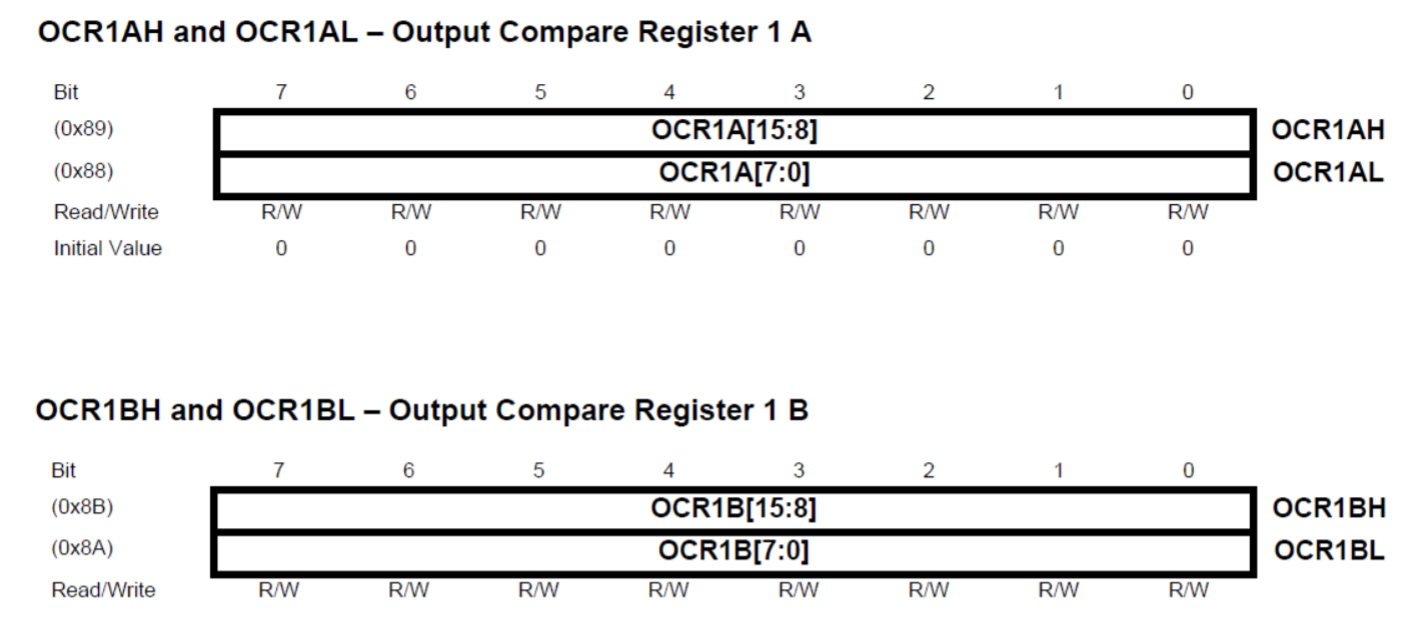 OCR1AH and OCR1AL – Output Compare Register 1 A
Bit 7 6 5 4 3 2 1 0
(0x89) OCR1A[15:8] OCR1AH
(0x88) OCR1A[7:0] OCR1AL
Read/Write R/W R/W R/W R/W R/W R/W R/W R/W
Initial Value 0 0 0 0 0 0 0 0
OCR1BH and OCR1BL – Output Compare Register 1 B
Bit 7 6 5 4 3 2 1 0
(0x8B) OCR1B[15:8] OCR1BH
(0x8A) OCR1B[7:0] OCR1BL
Read/Write R/W R/W R/W R/W R/W R/W R/W R/W